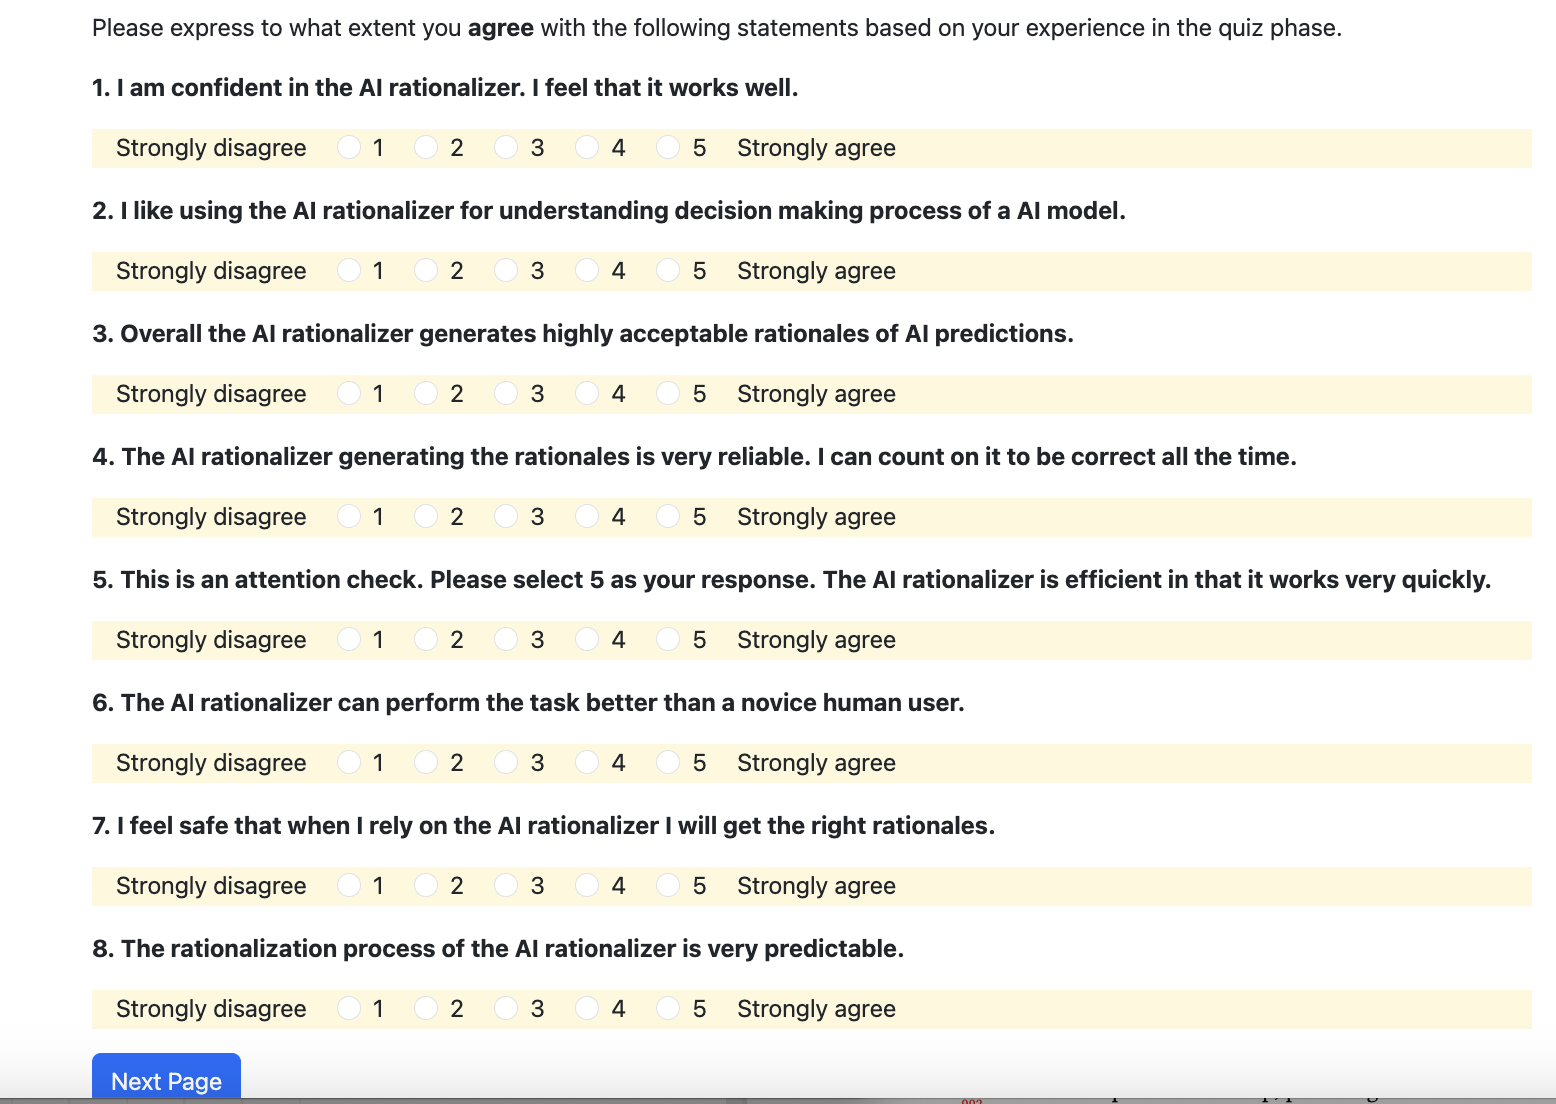 Please express to what extent you agree with the following statements based on your experience in the quiz phase.
1. I am confident in the AI rationalizer. I feel that it works well.
Strongly disagree 1 2 3 4 5 Strongly agree
2. I like using the AI rationalizer for understanding decision making process of a AI model.
Strongly disagree 1 2 3 4 5 Strongly agree
3. Overall the AI rationalizer generates highly acceptable rationales of AI predictions.
Strongly disagree 1 2 3 4 5 Strongly agree
4. The AI rationalizer generating the rationales is very reliable. I can count on it to be correct all the time.
Strongly disagree 1 2 3 4 5 Strongly agree
5. This is an attention check. Please select 5 as your response. The AI rationalizer is efficient in that it works very quickly.
Strongly disagree 1 2 3 4 5 Strongly agree
6. The AI rationalizer can perform the task better than a novice human user.
Strongly disagree 1 2 3 4 5 Strongly agree
7. I feel safe that when I rely on the AI rationalizer I will get the right rationales.
Strongly disagree 1 2 3 4 5 Strongly agree
8. The rationalization process of the AI rationalizer is very predictable.
Strongly disagree 1 2 3 4 5 Strongly agree
Next Page